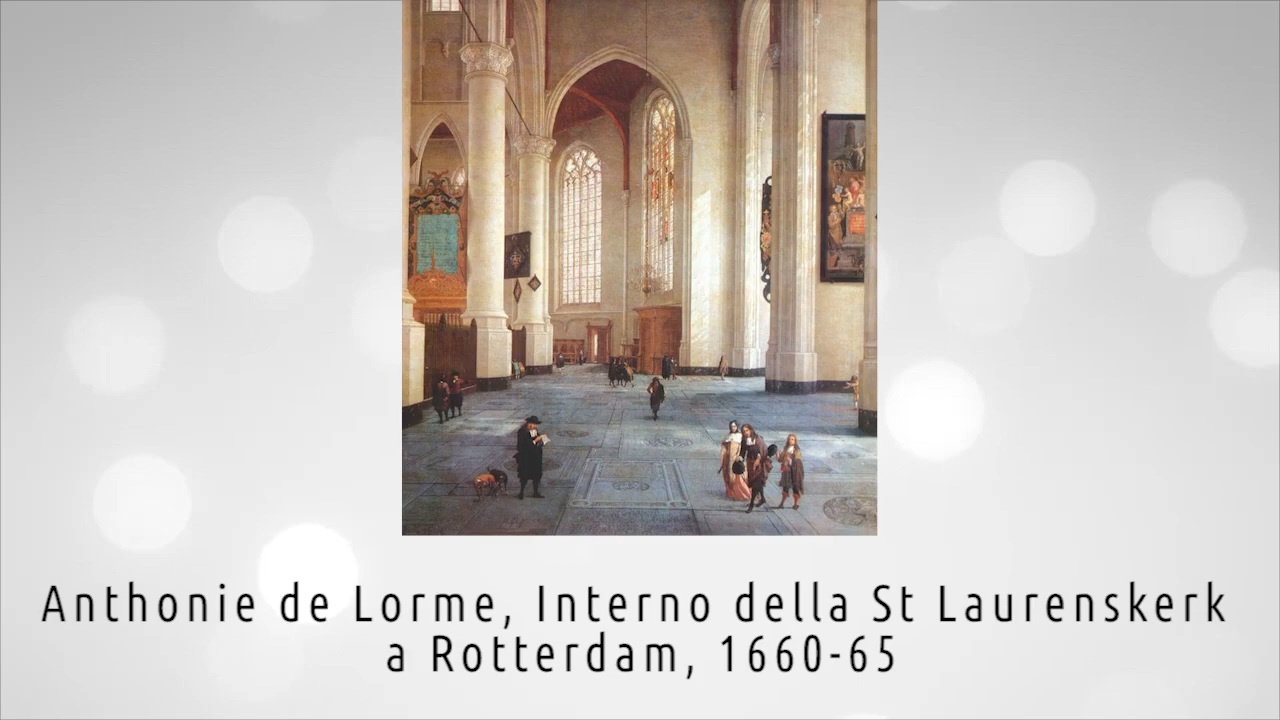 Anthonie de Lorme, Interno della St Laurenskerk
a Rotterdam, 1660-65